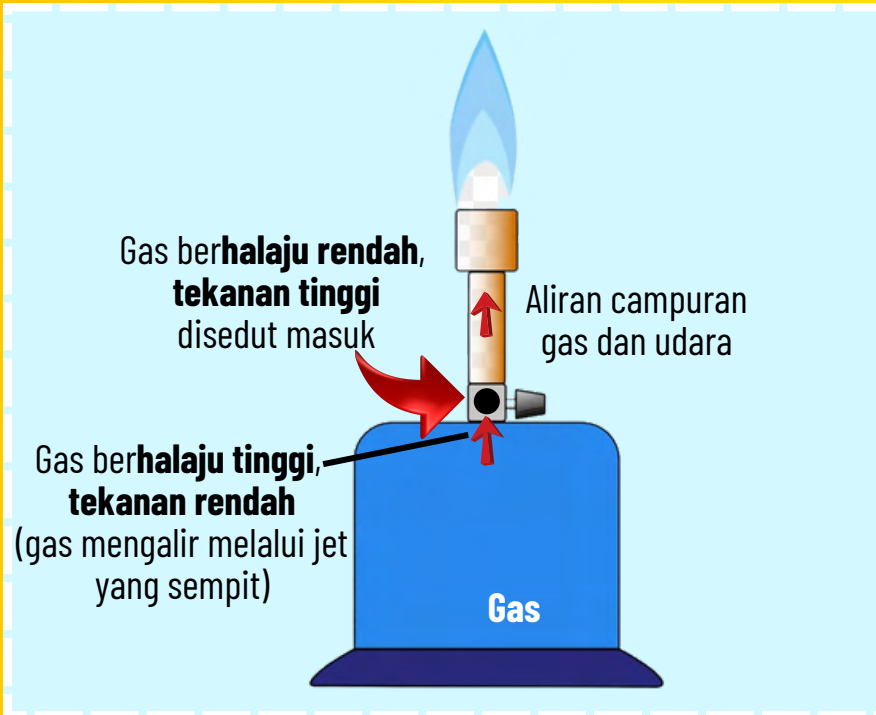 Gas berhalaju rendah,
tekanan tinggi
disedut masuk
Aliran campuran
gas dan udara
Gas berhalaju tinggi,
tekanan rendah
(gas mengalir melalui jet
yang sempit)
Gas